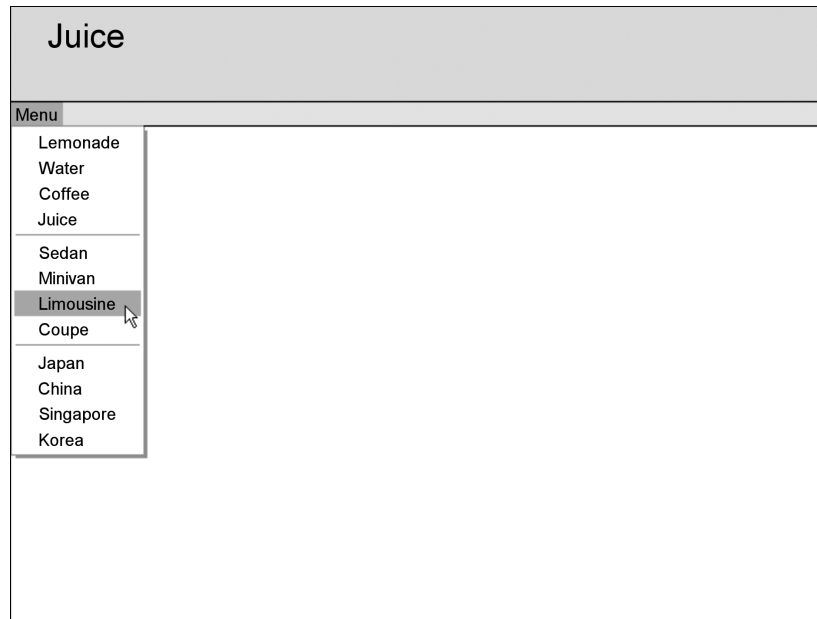 Juice
Menu
Lemonade
Water
Coffee
Juice
Sedan
Minivan
Limousine
Coupe
Japan
China
Singapore
Korea